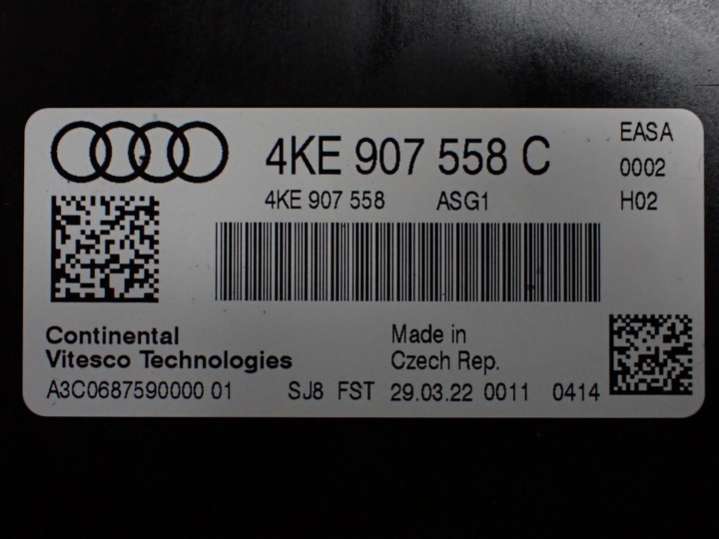 4KE 907 558 C
EASA
0002
4KE 907 558 ASG1
H02
Continental
Vitesco Technologies
Made in
Czech Rep.
A3C0687590000 01 SJ8 FST 29.03.22 0011 0414